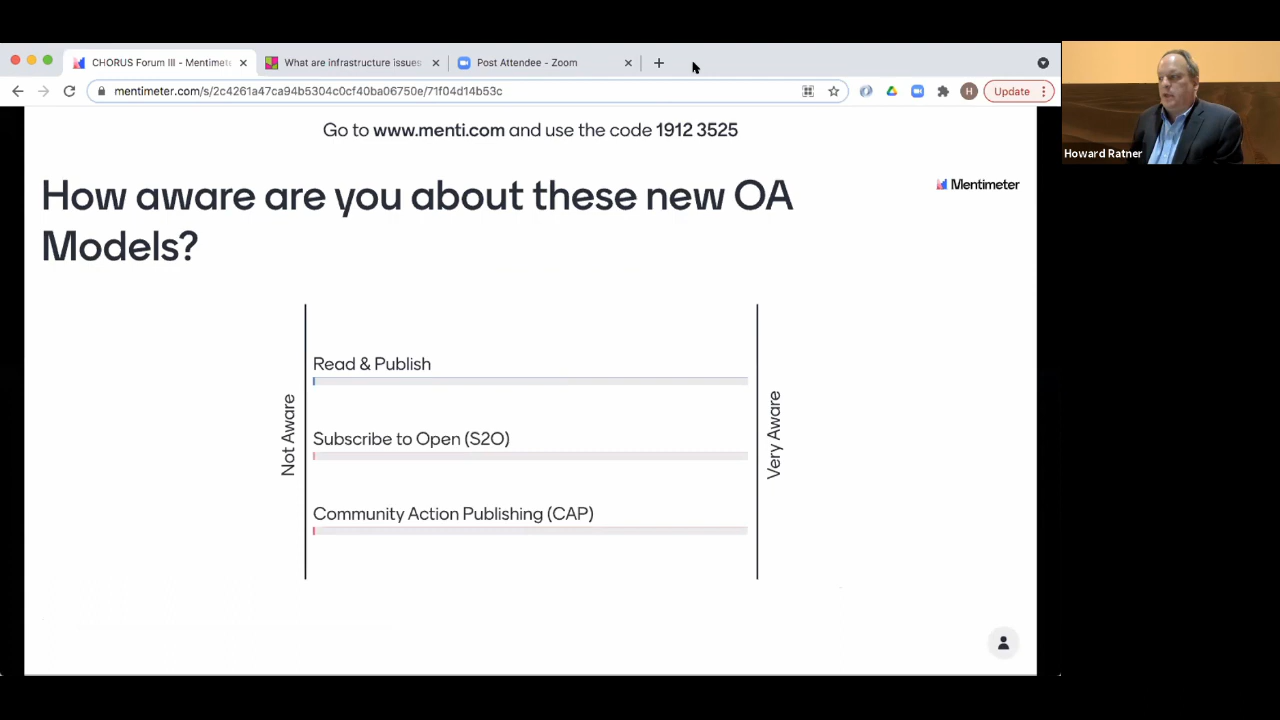 CHORUS Forum III - Mentimete
What are infrastructure issues
Post Attendee - Zoom
mentimeter.com/s/2c4261a47ca94b5304c0cf40ba06750e/71f04d14b53c
H
Update
Howard Ratner
Go to www.menti.com and use the code 1912 3525
How aware are you about these new OA
Models?
Mentimeter
Not Aware
Read & Publish
Subscribe to Open (S2O)
Community Action Publishing (CAP)
Very Aware